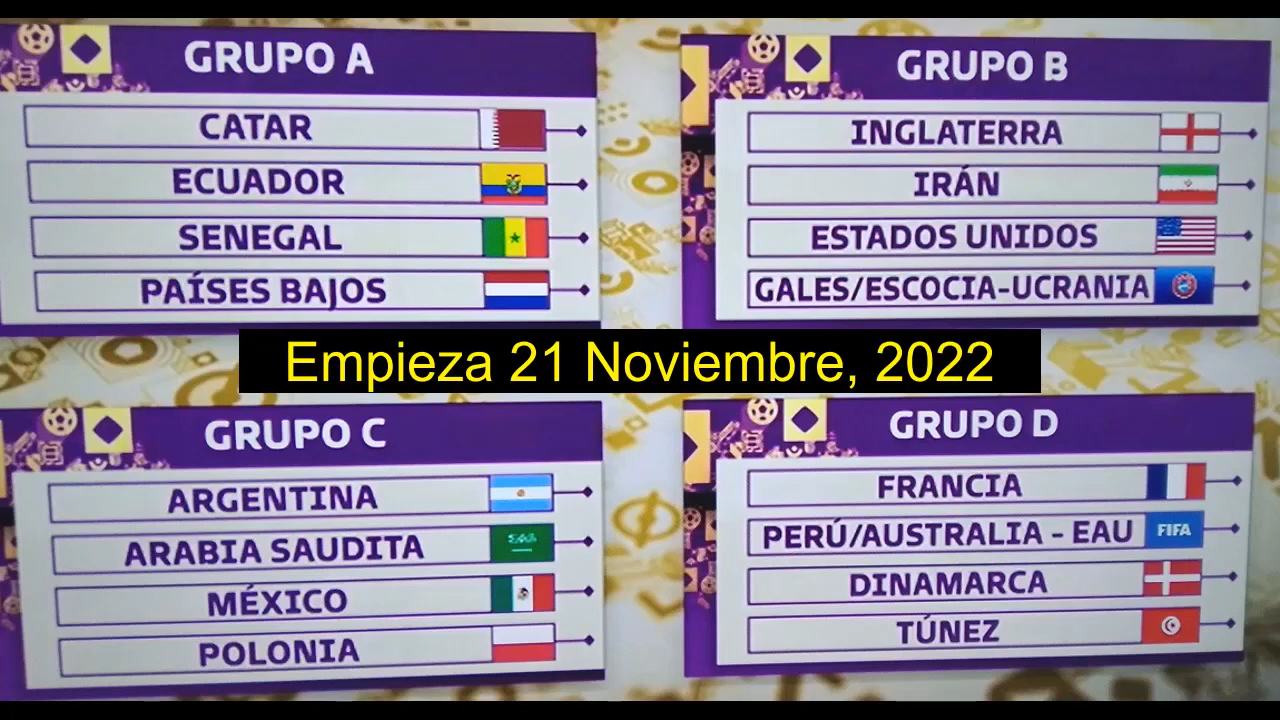 GRUPO A
CATAR
ECUADOR
SENEGAL
PAÍSES BAJOS
GRUPO B
INGLATERRA
IRÁN
ESTADOS UNIDOS
GALES/ESCOCIA-UCRANIA
Empieza 21 Noviembre, 2022
GRUPO C
ARGENTINA
ARABIA SAUDITA
MÉXICO
POLONIA
GRUPO D
FRANCIA
PERÚ/AUSTRALIA - EAU
FIFA
DINAMARCA
TÚNEZ